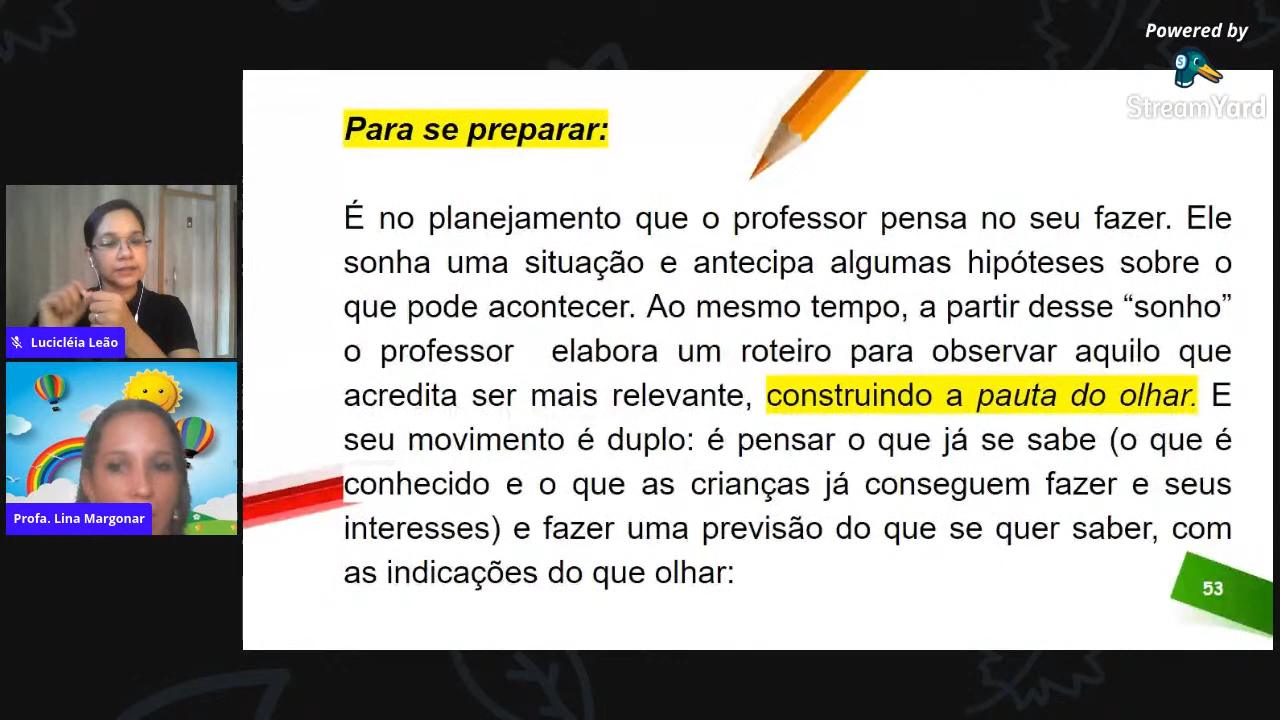 Powered by
StreamYard
Para se preparar:
É no planejamento que o professor pensa no seu fazer. Ele
sonha uma situação e antecipa algumas hipóteses sobre o
que pode acontecer. Ao mesmo tempo, a partir desse “sonho”
o professor elabora um roteiro para observar aquilo que
acredita ser mais relevante, construindo a pauta do olhar. E
seu movimento é duplo: é pensar o que já se sabe (o que é
conhecido e o que as crianças já conseguem fazer e seus
interesses) e fazer uma previsão do que se quer saber, com
as indicações do que olhar:
53
Lucicléia Leão
Profa. Lina Margonar